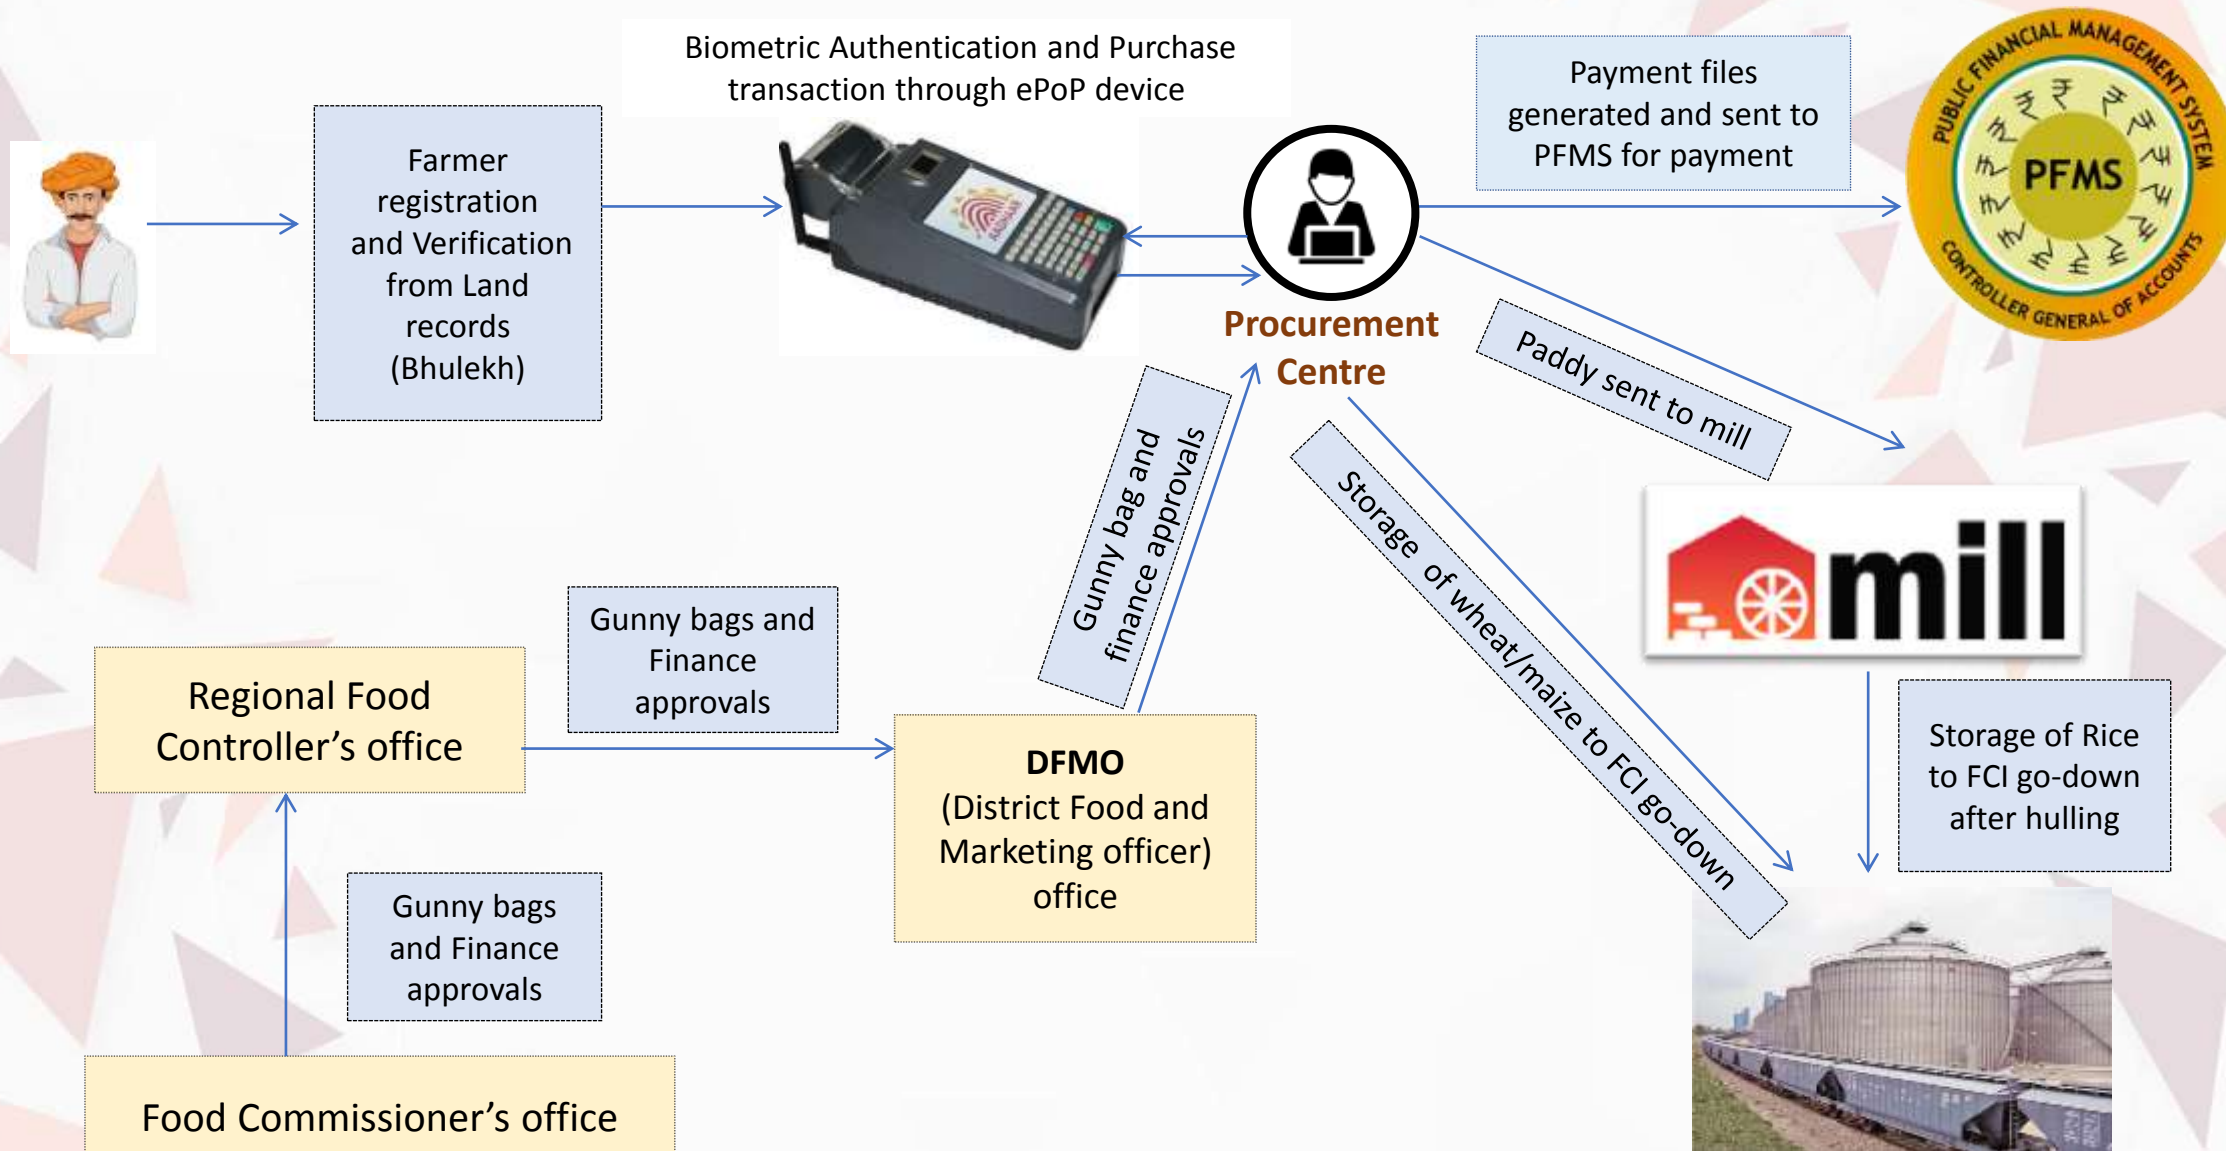 Biometric Authentication and Purchase
transaction through ePoP device
Payment files
generated and sent to
PFMS for payment
PUBLIC FINANCIAL MANAGEMENT SYSTEM
PFMS
CONTROLLER GENERAL OF ACCOUNTS
Farmer
registration
and Verification
from Land
records
(Bhulekh)
AADHAAR
Procurement
Centre
Paddy sent to mill
Gunny bag and
finance approvals
Storage of wheat/maize to FCI go-down
mill
Gunny bags and
Finance
approvals
Regional Food
Controller’s office
DFMO
(District Food and
Marketing officer)
office
Storage of Rice
to FCI go-down
after hulling
Gunny bags
and Finance
approvals
Food Commissioner’s office